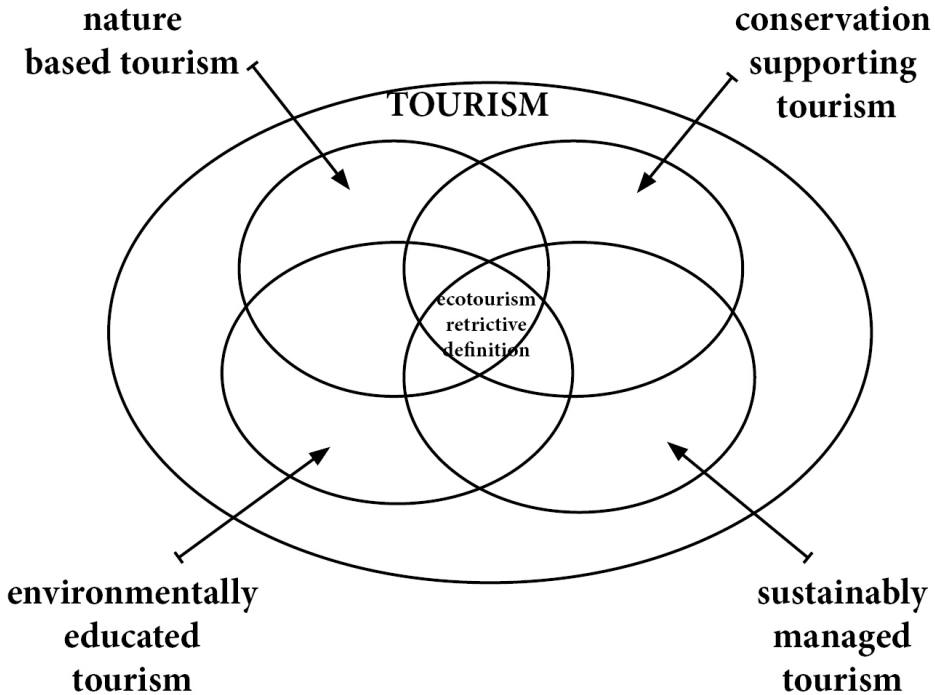 nature
based tourism
conservation
supporting
tourism
TOURISM
ecotourism
retrictive
definition
environmentally
educated
tourism
sustainably
managed
tourism